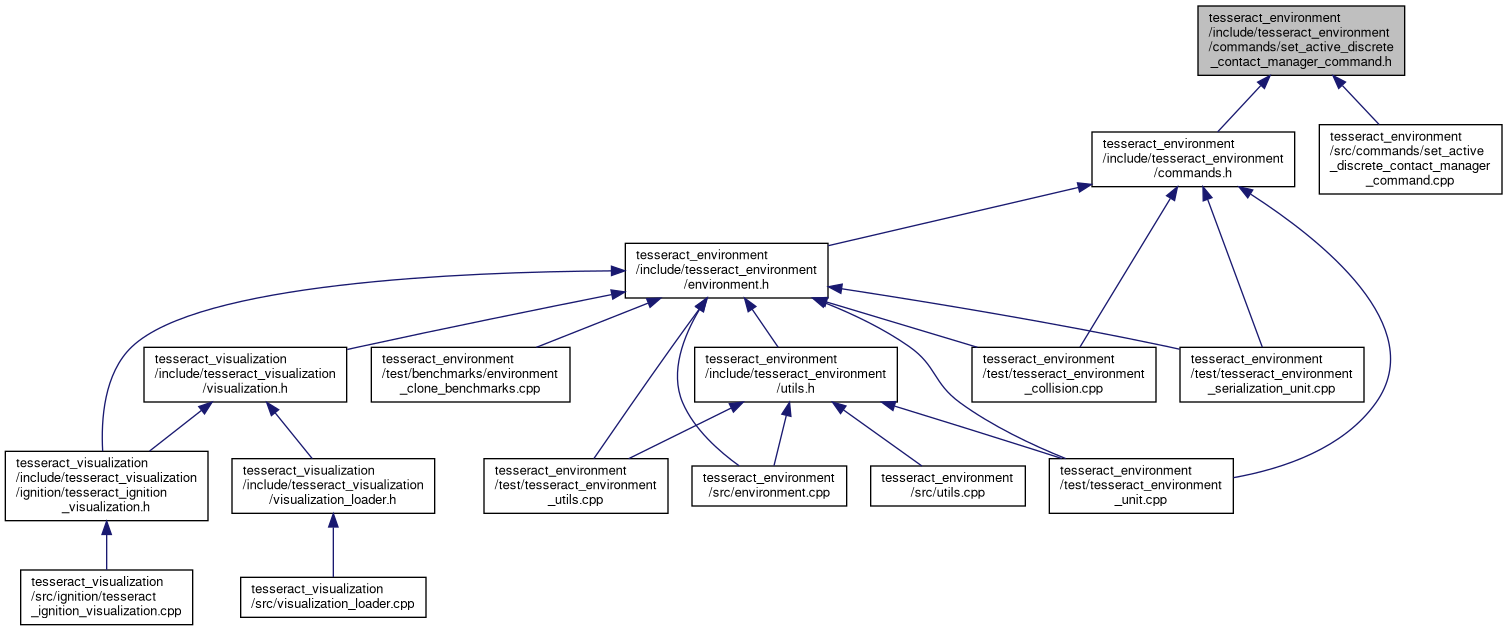 tesseract_environment
/include/tesseract_environment
/commands/set_active_discrete
_contact_manager_command.h
tesseract_environment
/include/tesseract_environment
/commands.h
tesseract_environment
/src/commands/set_active
_discrete_contact_manager
_command.cpp
tesseract_environment
/include/tesseract_environment
/environment.h
tesseract_visualization
/include/tesseract_visualization
/visualization.h
tesseract_environment
/test/benchmarks/environment
_clone_benchmarks.cpp
tesseract_environment
/include/tesseract_environment
/utils.h
tesseract_environment
/test/tesseract_environment
_collision.cpp
tesseract_environment
/test/tesseract_environment
_serialization_unit.cpp
tesseract_visualization
/include/tesseract_visualization
/ignition/tesseract_ignition
_visualization.h
tesseract_visualization
/include/tesseract_visualization
/visualization_loader.h
tesseract_environment
/test/tesseract_environment
_utils.cpp
tesseract_environment
/src/environment.cpp
tesseract_environment
/src/utils.cpp
tesseract_environment
/test/tesseract_environment
_unit.cpp
tesseract_visualization
/src/ignition/tesseract
_ignition_visualization.cpp
tesseract_visualization
/src/visualization_loader.cpp